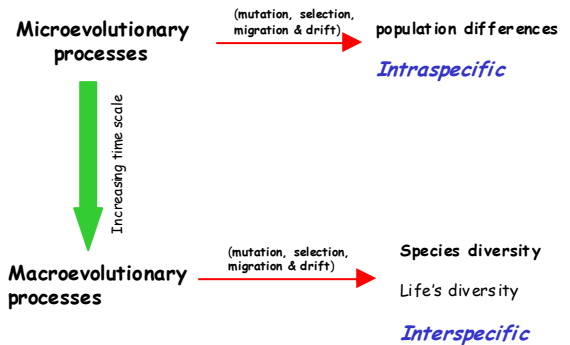 Microevolutionary
processes
(mutation, selection,
migration & drift)
population differences
Intraspecific
Increasing time scale
Macroevolutionary
processes
(mutation, selection,
migration & drift)
Species diversity
Life's diversity
Interspecific